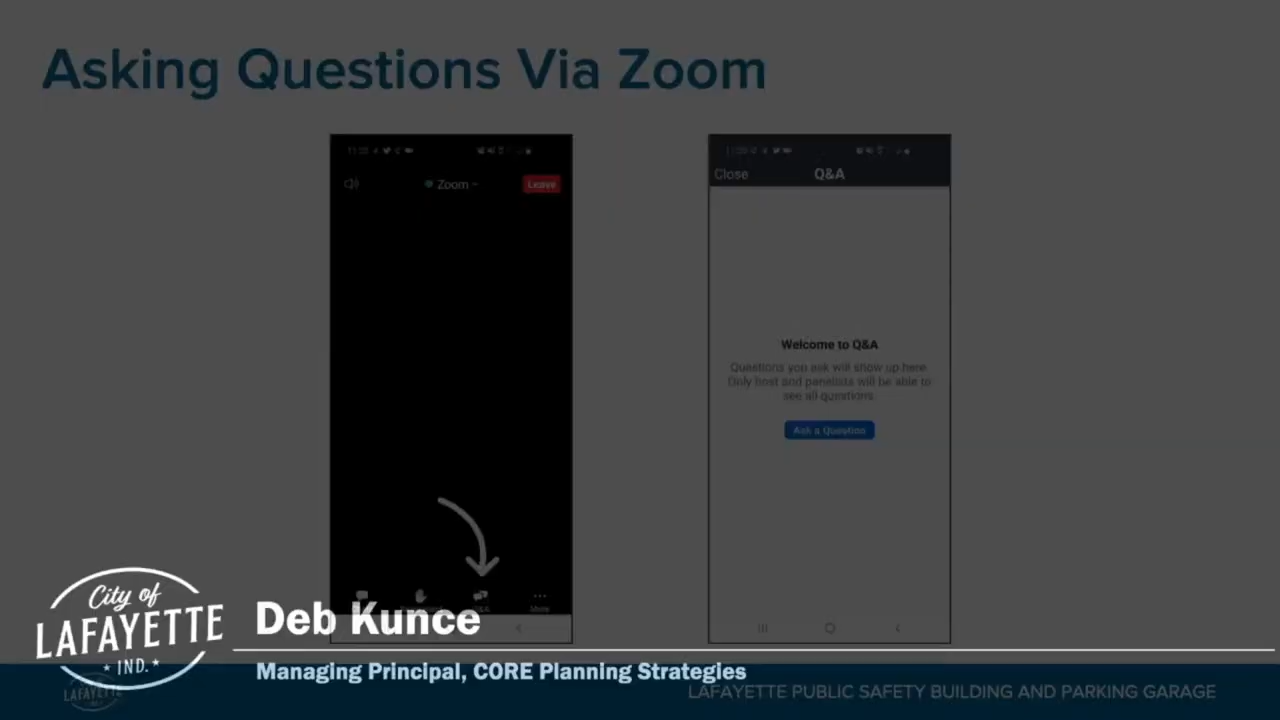 Asking Questions Via Zoom
Zoom
Leave
Close
Q&A
Welcome to Q&A
Questions you ask will show up here.
Only host and panelists will be able to
see all questions.
Ask a Question
More
City of
LAFAYETTE
IND.
Deb Kunce
Managing Principal, CORE Planning Strategies
LAFAYETTE
LAFAYETTE PUBLIC SAFETY BUILDING AND PARKING GARAGE